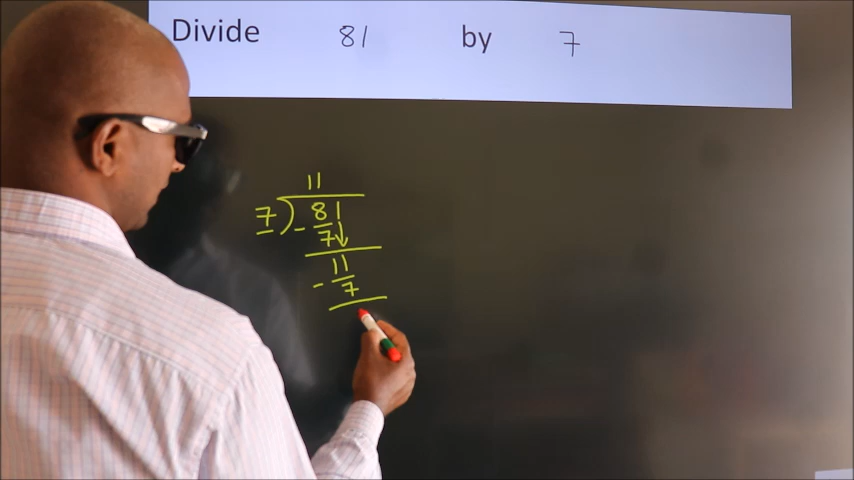 Divide 81 by 7
11
7 ) 81
- 7↓
11
- 7